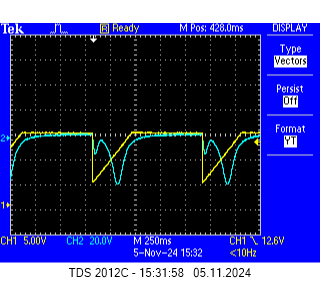 Tek
R Ready
M Pos: 428.0ms
DISPLAY
Type
Vectors
Persist
Off
Format
YT
2
1
CH1 5.00V
CH2 20.0V
M 250ms
CH1 12.6V
5-Nov-24 15:32
<10Hz
TDS 2012C - 15:31:58 05.11.2024